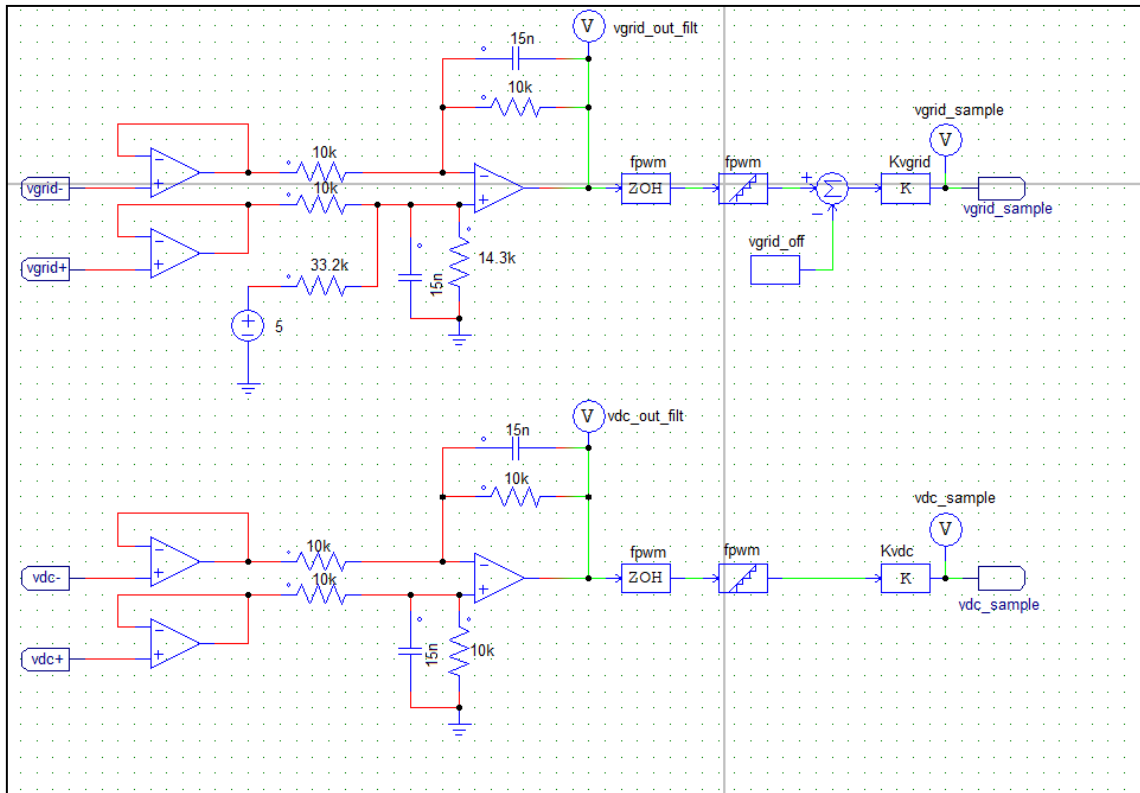 15n
V
vgrid_out_filt
10k
vgrid_sample
V
10k
fpwm
fpwm
Kvgrid
vgrid-
ZOH
Σ
K
vgrid_sample
10k
vgrid_off
vgrid+
33.2k
15n
14.3k
5
V
vdc_out_filt
15n
10k
vdc_sample
V
10k
fpwm
fpwm
Kvdc
vdc-
ZOH
K
vdc_sample
10k
vdc+
15n
10k